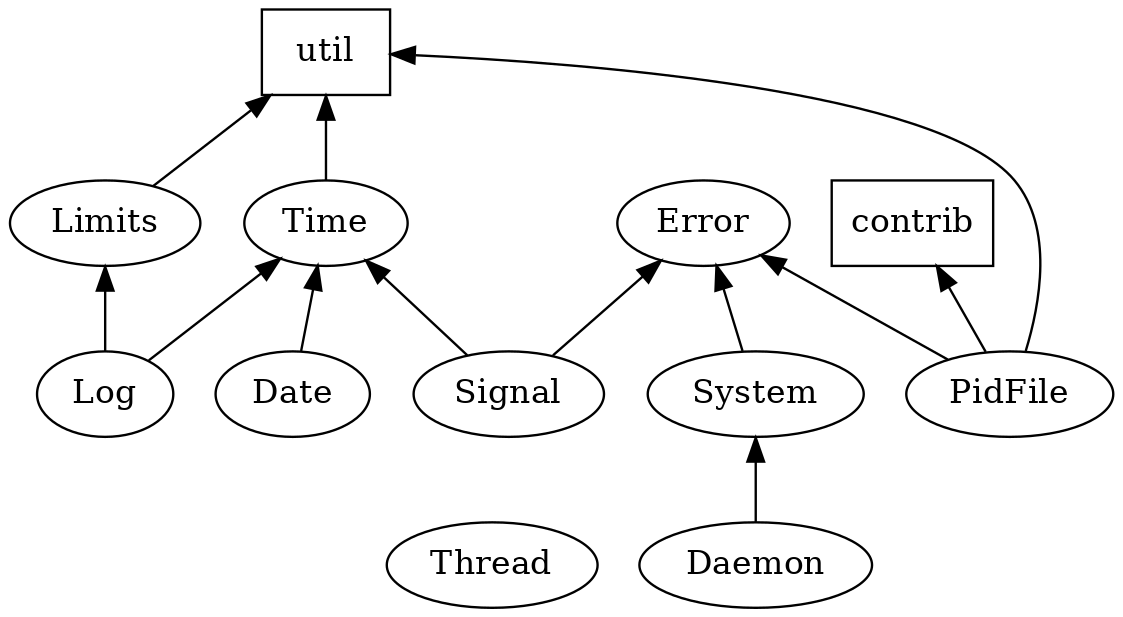 util
Limits
Time
Error
contrib
Log
Date
Signal
System
PidFile
Thread
Daemon